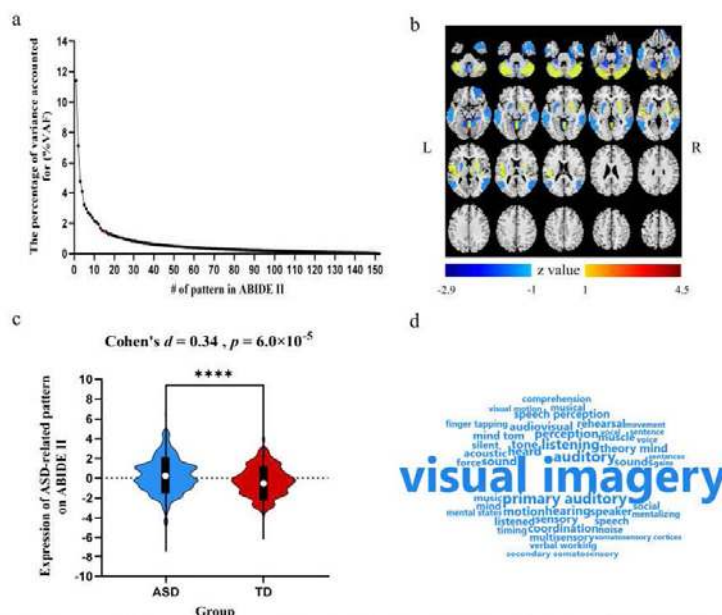 a
The percentage of variance accounted
for (%VAF)
14
12
10
8
6
4
2
0
0 10 20 30 40 50 60 70 80 90 100 110 120 130 140 150
# of pattern in ABIDE II
b
L
R
z value
-2.9
-1
1
4.5
c
Cohen's d = 0.34 , p = 6.0×10⁻⁵
****
Expression of ASD-related pattern
on ABIDE II
10
8
6
4
2
0
-2
-4
-6
-8
-10
ASD
TD
Group
d
comprehension
visual motion musical
speech perception
finger tapping audiovisual rehearsal movement
mind tom perception vocal sentence
muscle voice
silent tone listening theory mind
acoustic heard auditory sentences
force sound sounds gains
visual imagery
music primary auditory social
mind motion hearing speaker mentalizing
mental states listened sensory speech
timing coordination noise
multisensory somatosensory cortices
verbal working
secondary somatosensory